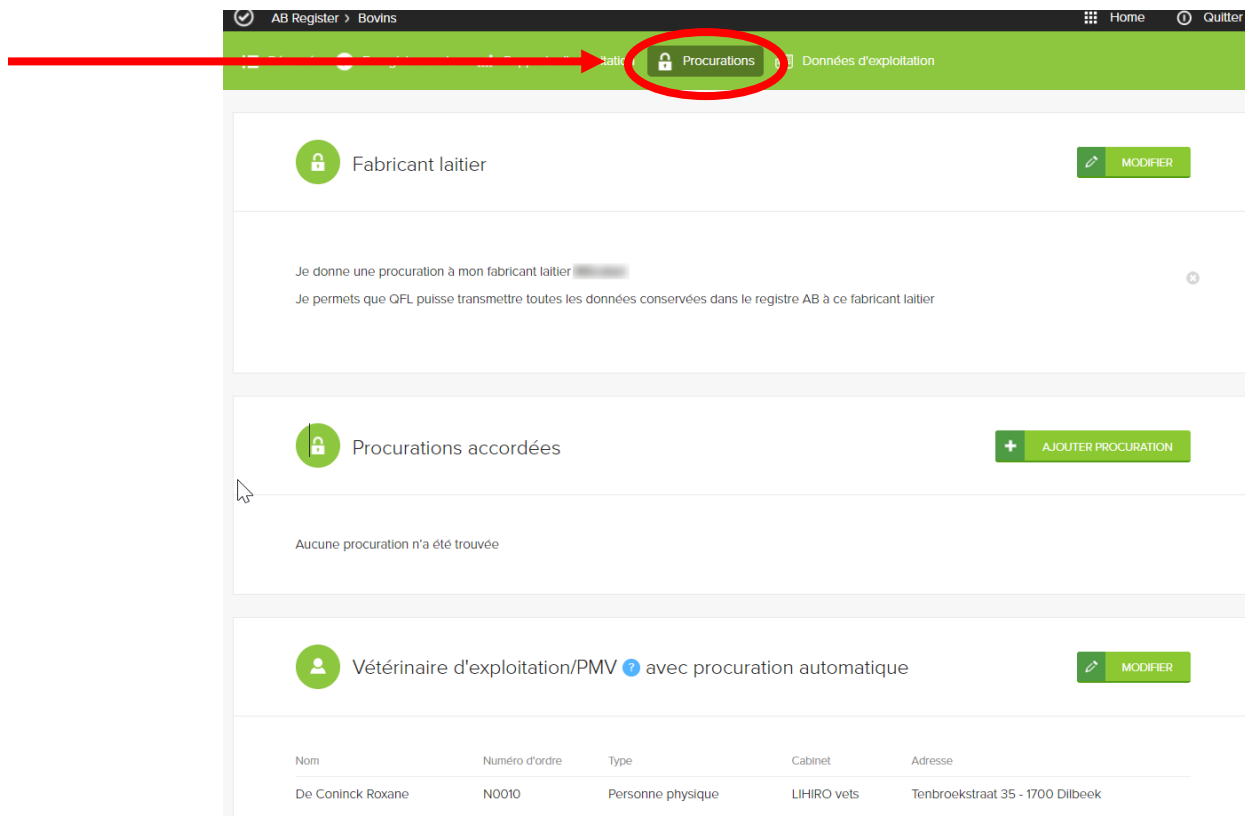 AB Register > Bovins Home Quitter
Procurations Données d'exploitation
Fabricant laitier MODIFIER
Je donne une procuration à mon fabricant laitier
Je permets que QFL puisse transmettre toutes les données conservées dans le registre AB à ce fabricant laitier
Procurations accordées AJOUTER PROCURATION
Aucune procuration n'a été trouvée
Vétérinaire d'exploitation/PMV ? avec procuration automatique MODIFIER
Nom Numéro d'ordre Type Cabinet Adresse
De Coninck Roxane N0010 Personne physique LIHIRO vets Tenbroekstraat 35 - 1700 Dilbeek